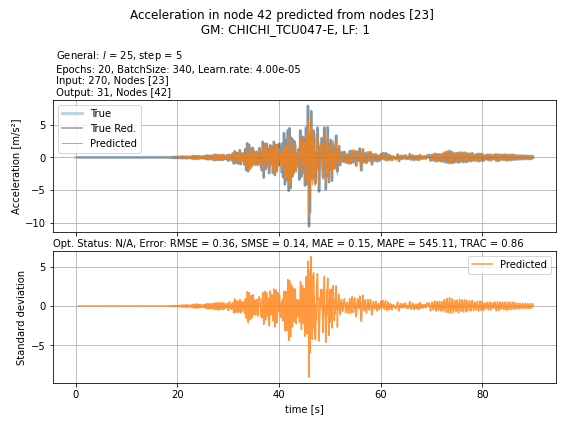 Acceleration in node 42 predicted from nodes [23]
GM: CHICHI_TCU047-E, LF: 1
General: l = 25, step = 5
Epochs: 20, BatchSize: 340, Learn.rate: 4.00e-05
Input: 270, Nodes [23]
Output: 31, Nodes [42]
True
True Red.
Predicted
Acceleration [m/s²]
5
0
−5
−10
Opt. Status: N/A, Error: RMSE = 0.36, SMSE = 0.14, MAE = 0.15, MAPE = 545.11, TRAC = 0.86
Predicted
Standard deviation
5
0
−5
0 20 40 60 80
time [s]